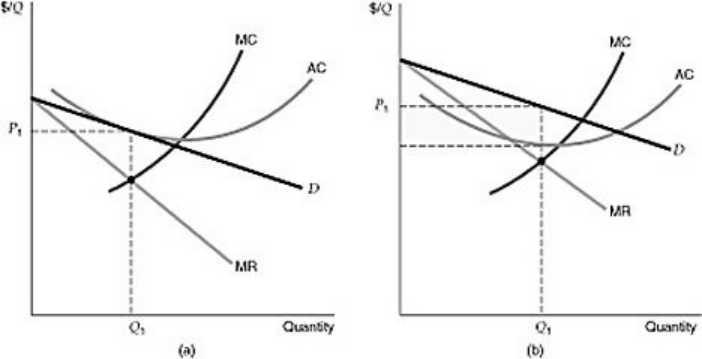 $/Q
MC
AC
P₁
D
MR
Q₁
Quantity
(a)
$/Q
MC
AC
P₁
D
MR
Q₁
Quantity
(b)